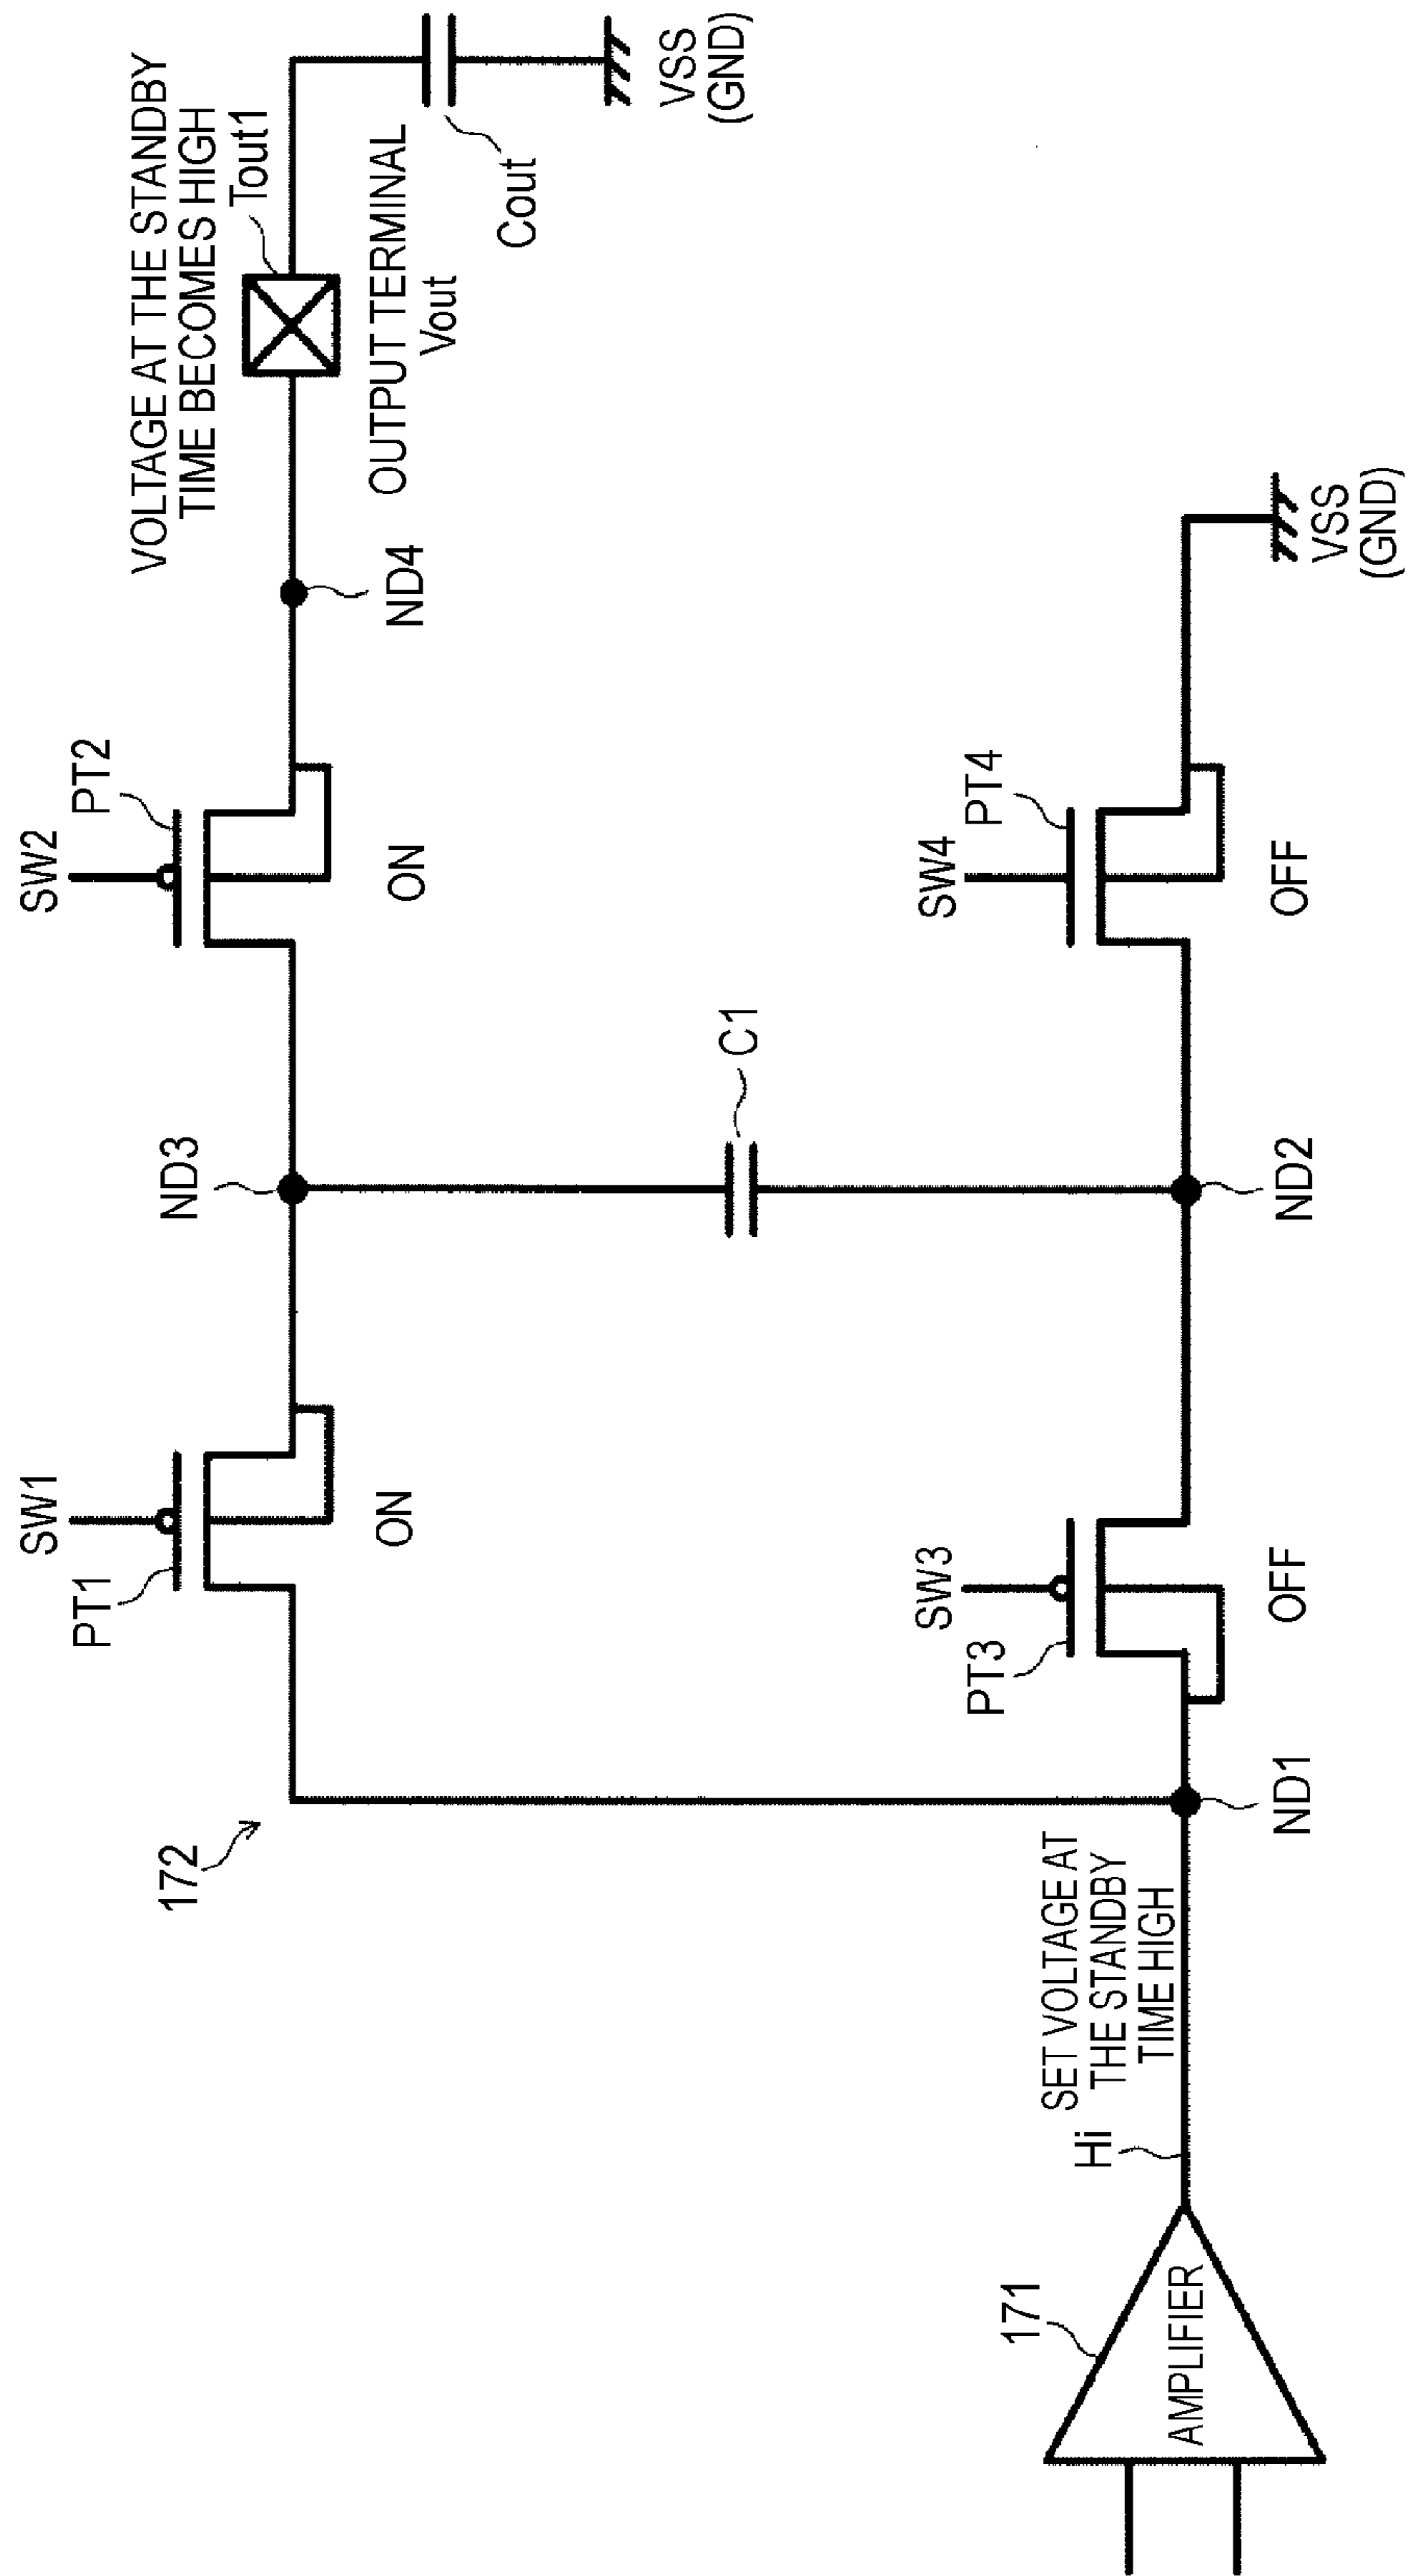 VOLTAGE AT THE STANDBY
TIME BECOMES HIGH
Tout1
OUTPUT TERMINAL
Vout
Cout
VSS
(GND)
SW1
PT1
ON
SW2
PT2
ON
ND3
ND4
172
C1
SW3
PT3
OFF
SW4
PT4
OFF
VSS
(GND)
ND1
ND2
SET VOLTAGE AT
THE STANDBY
TIME HIGH
Hi
171
AMPLIFIER